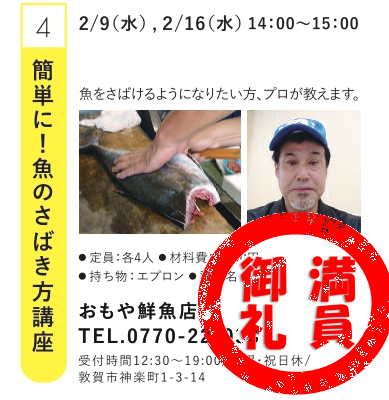 4
簡単に！魚のさばき方講座
2/9（水）, 2/16（水）14：00〜15：00
魚をさばけるようになりたい方、プロが教えます。
●定員：各4人 ●材料費
●持ち物：エプロン ●
おもや鮮魚店
TEL.0770-22
受付時間12:30〜19:00 日・祝日休/
敦賀市神楽町1-3-14
満員
御礼